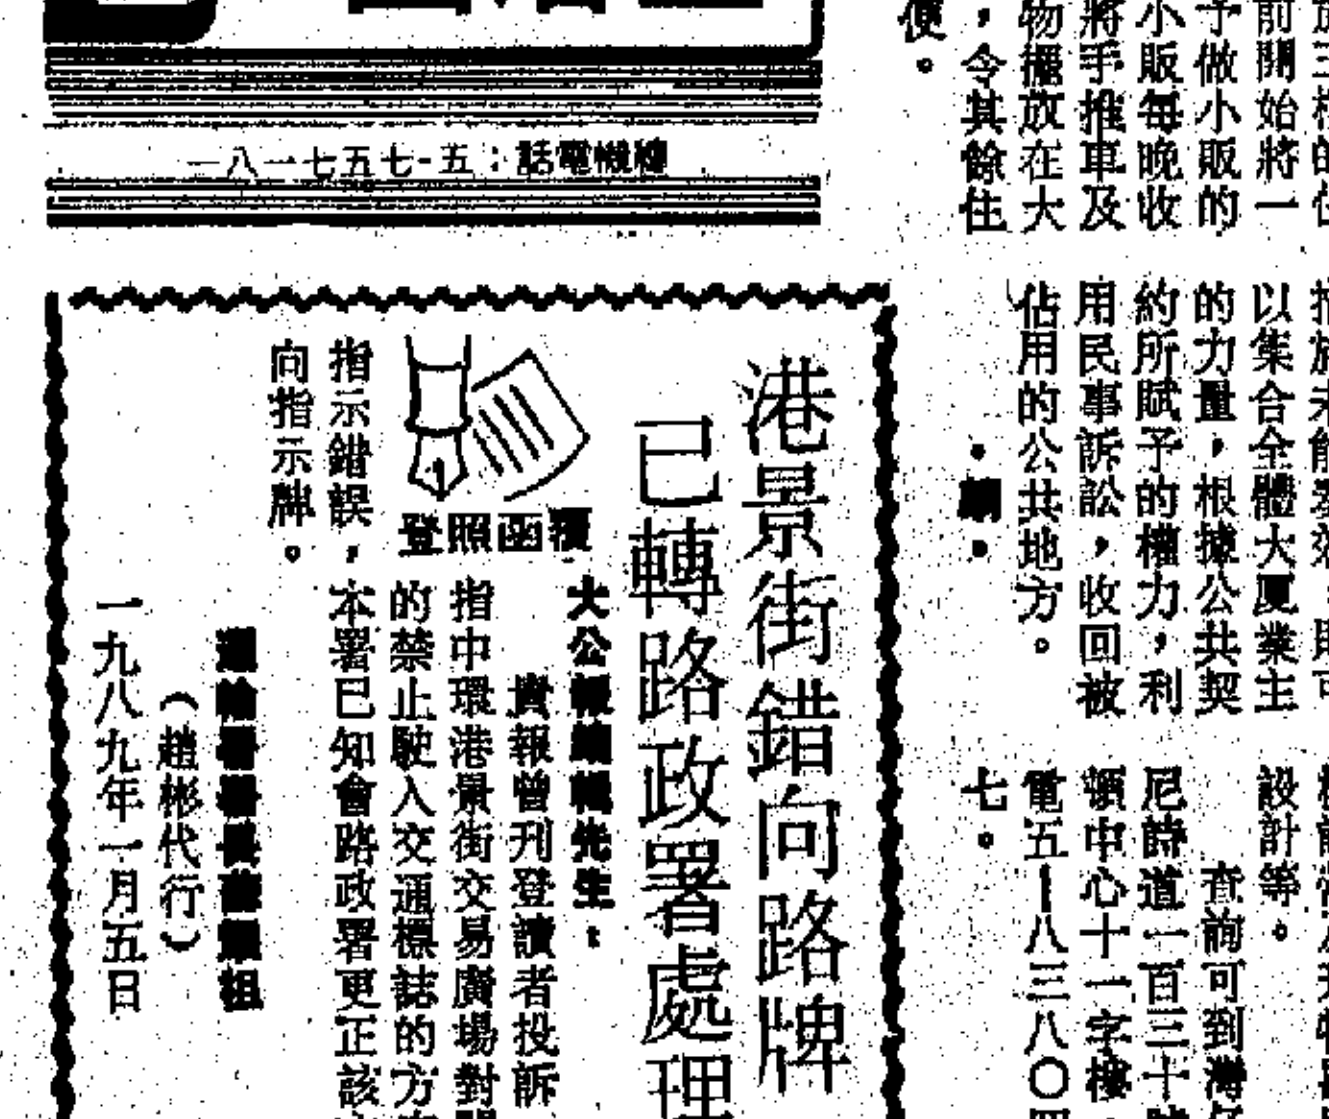 總機電話：五-七五七一八一
便。
，令其餘住
物擺放在大
將手推車及
小販每晚收
予做小販的
前開始將一
以集合全體大厦業主
的力量，根據公共契
約所賦予的權力，利
用民事訴訟，收回被
佔用的公共地方。
設計等。
查詢可到灣
尼詩道一百三十
頓中心十一字樓
電五－八三八〇四
七。
港景街錯向路牌
已轉路政署處理
覆函照登
大公報編輯先生：
貴報曾刊登讀者投訴
指中環港景街交易廣場對開
的禁止駛入交通標誌的方
指示錯誤，本署已知會路政署更正該
向指示牌。
運輸署
（趙彬代行）
一九八九年一月五日